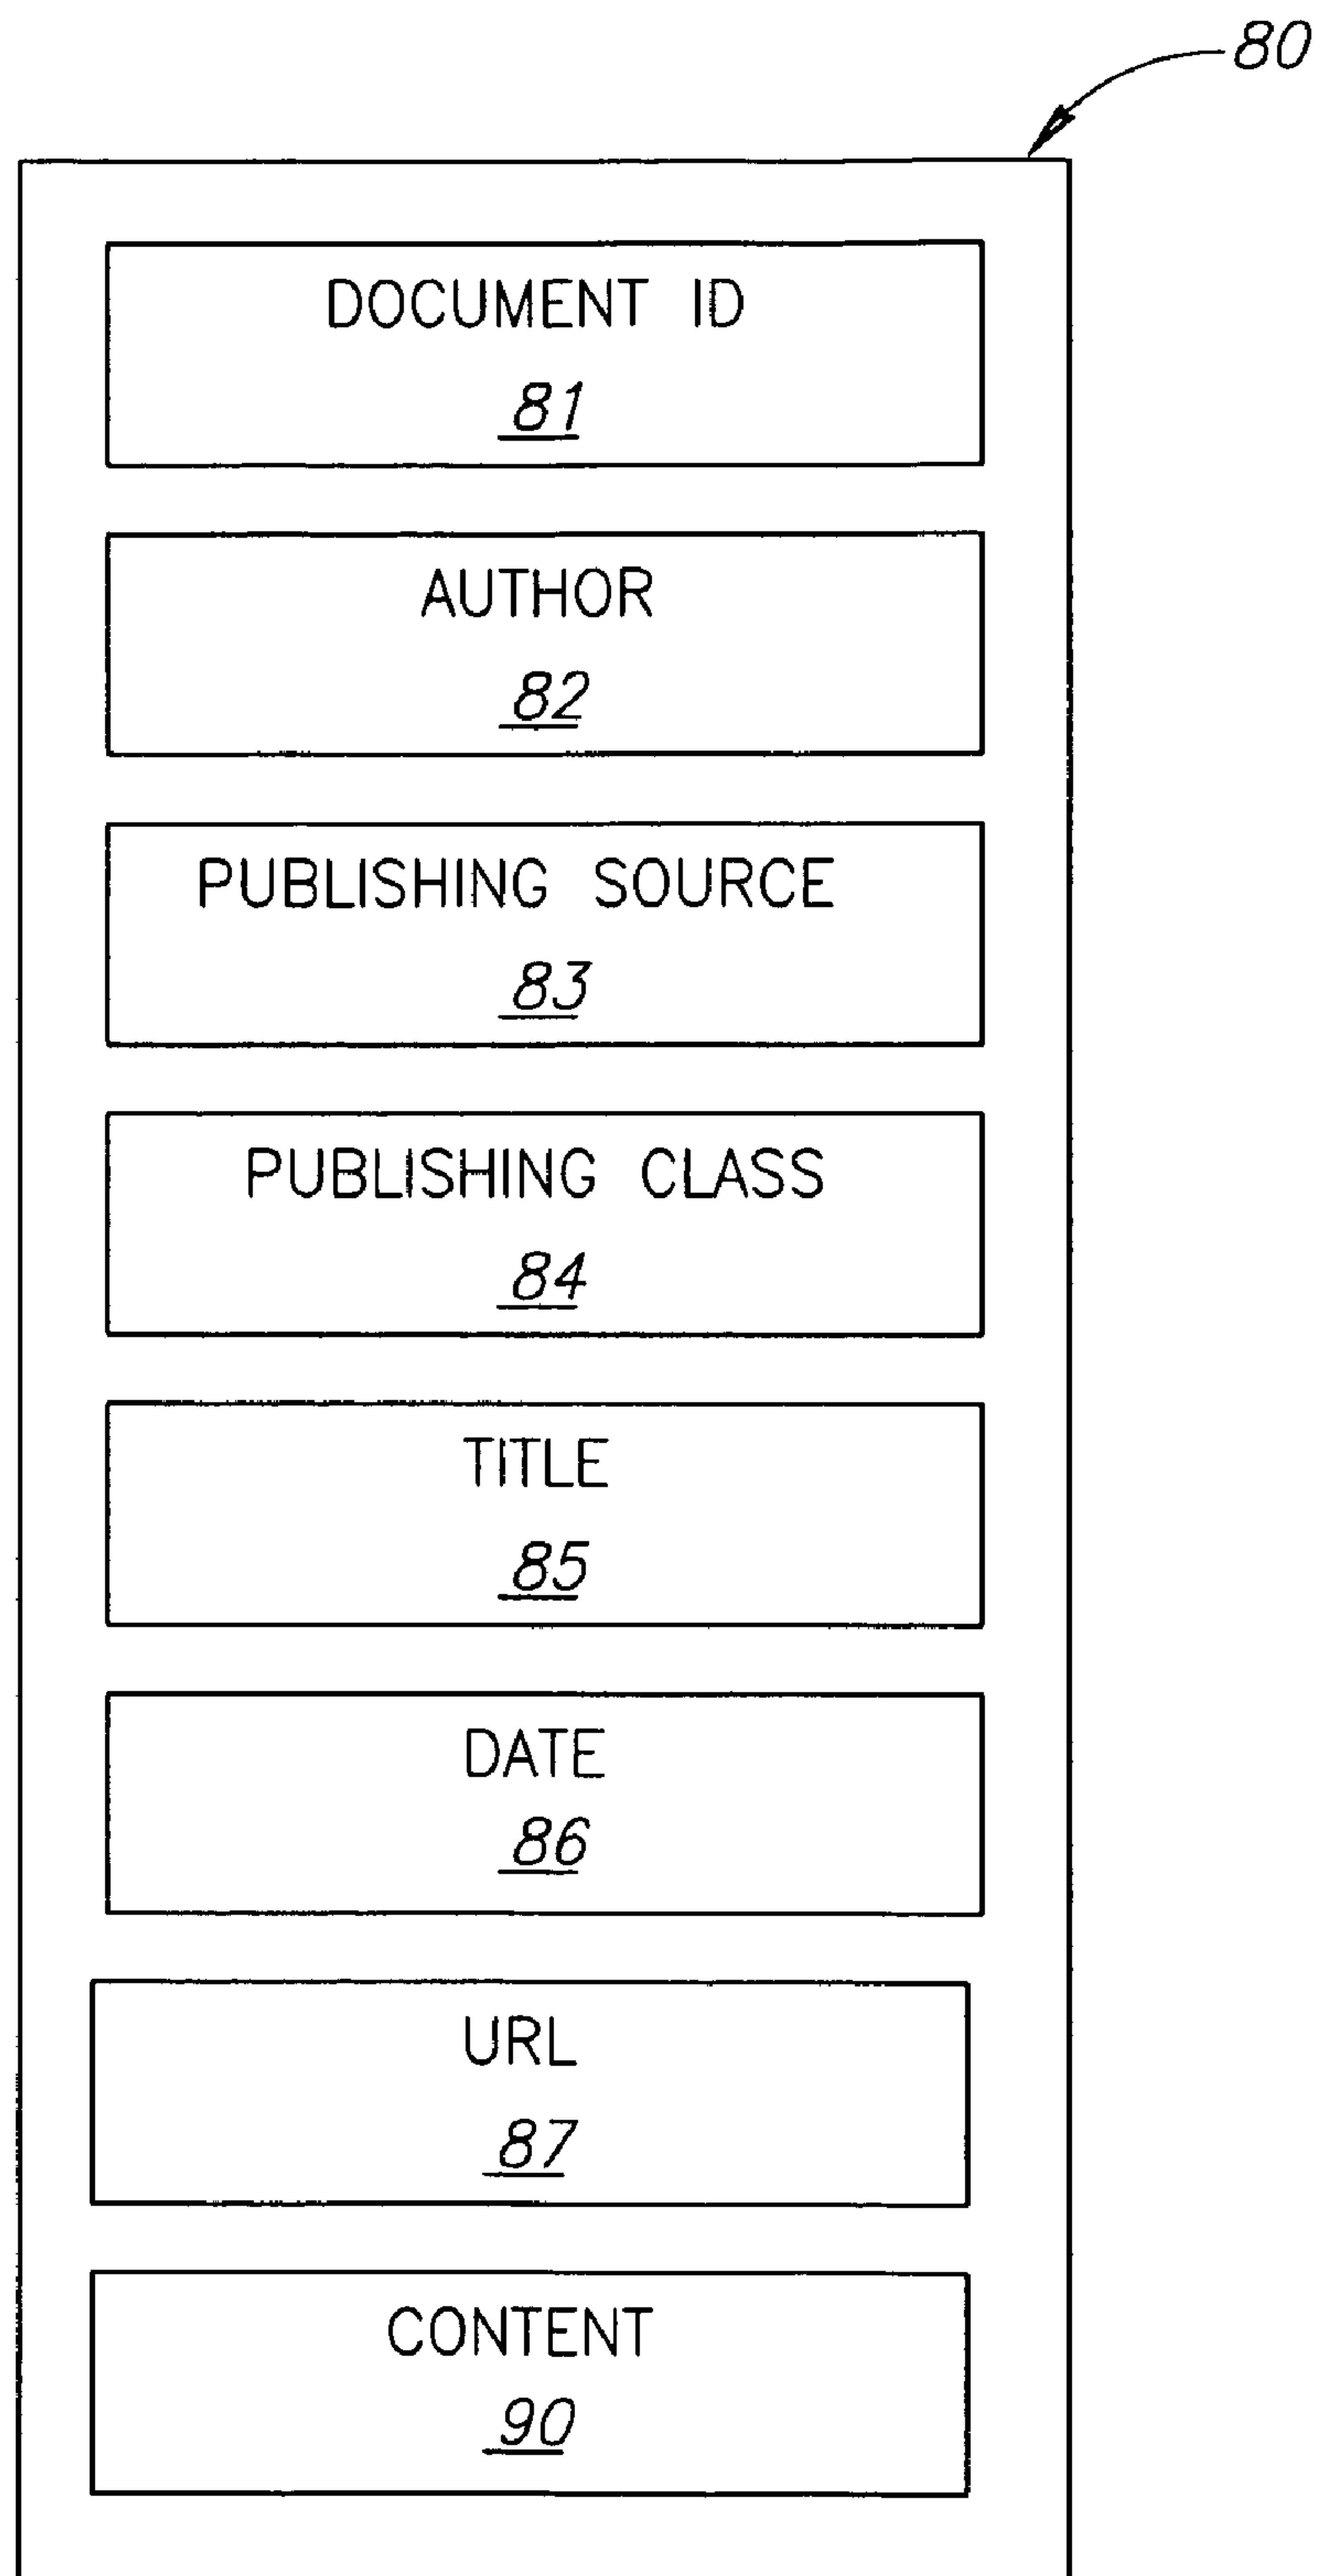 80
DOCUMENT ID
81
AUTHOR
82
PUBLISHING SOURCE
83
PUBLISHING CLASS
84
TITLE
85
DATE
86
URL
87
CONTENT
90